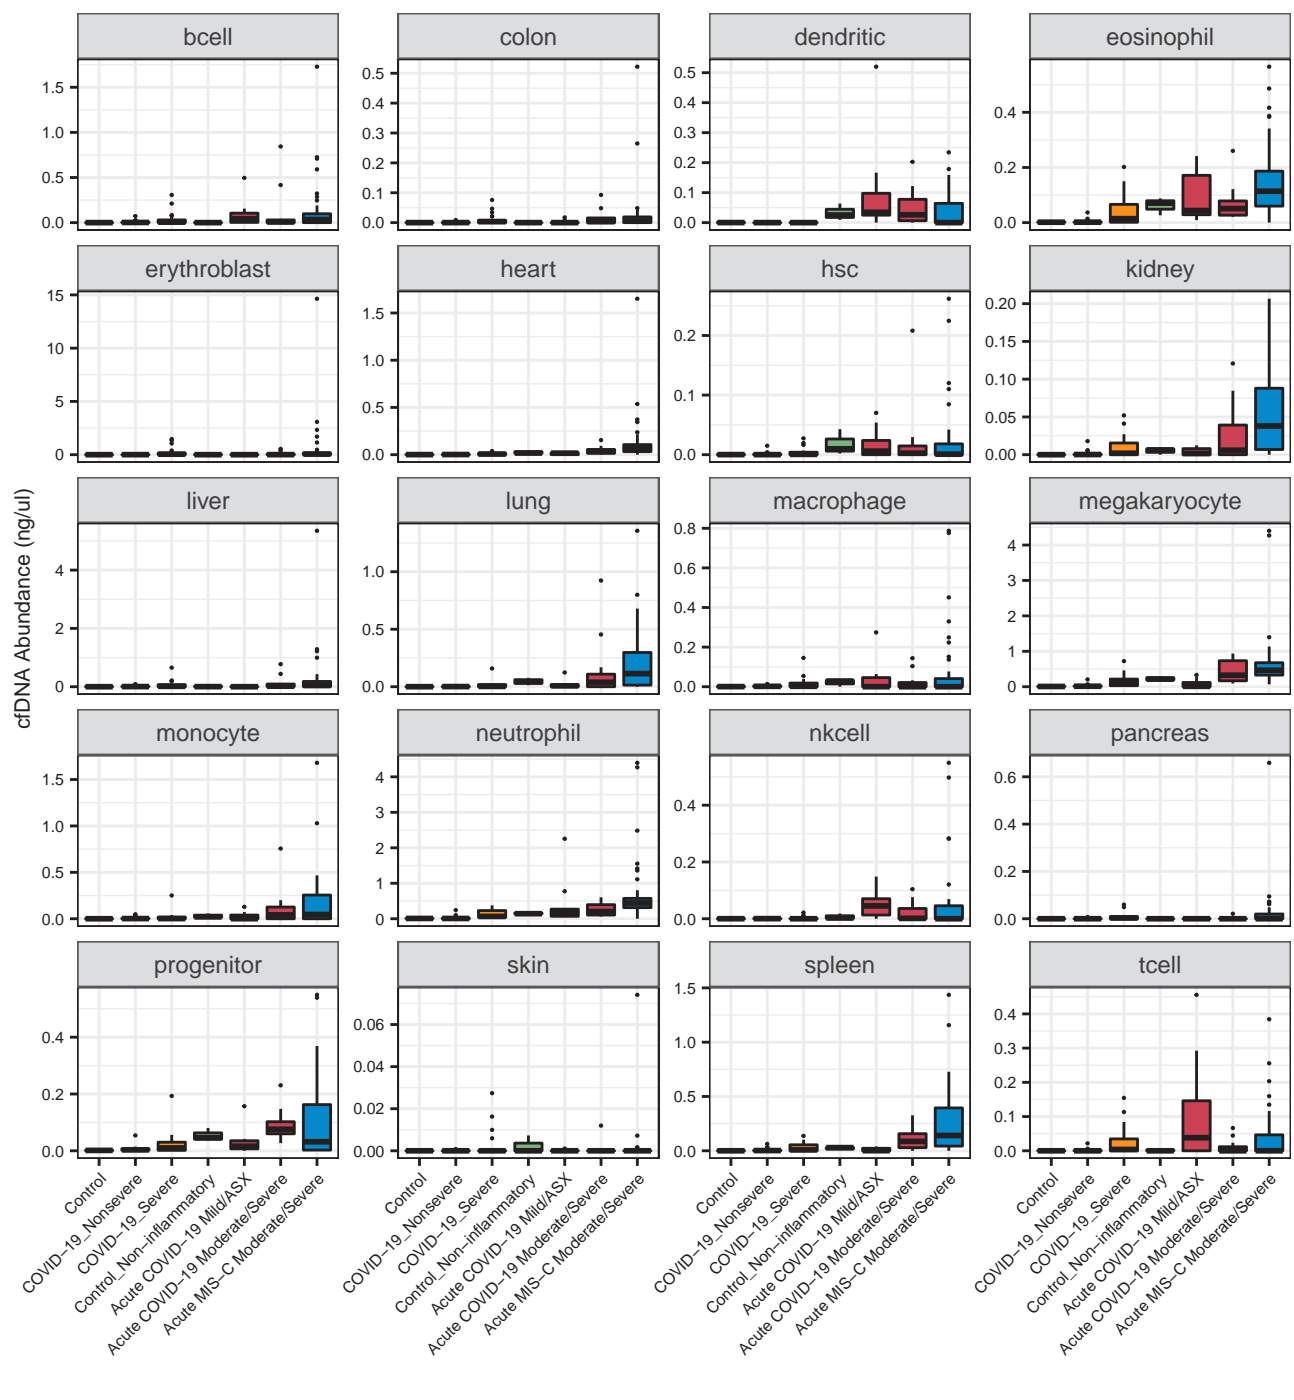 bcell colon dendritic eosinophil
1.5 1.0 0.5 0.0
0.5 0.4 0.3 0.2 0.1 0.0
0.5 0.4 0.3 0.2 0.1 0.0
0.4 0.2 0.0
erythroblast heart hsc kidney
15 10 5 0
1.5 1.0 0.5 0.0
0.2 0.1 0.0
0.20 0.15 0.10 0.05 0.00
cfDNA Abundance (ng/ul)
liver lung macrophage megakaryocyte
4 2 0
1.0 0.5 0.0
0.8 0.6 0.4 0.2 0.0
4 3 2 1 0
monocyte neutrophil nkcell pancreas
1.5 1.0 0.5 0.0
4 3 2 1 0
0.4 0.2 0.0
0.6 0.4 0.2 0.0
progenitor skin spleen tcell
0.4 0.2 0.0
0.06 0.04 0.02 0.00
1.5 1.0 0.5 0.0
0.4 0.3 0.2 0.1 0.0
Control
COVID−19_Nonsevere
COVID−19_Severe
Control_Non−inflammatory
Acute COVID−19 Mild/ASX
Acute COVID−19 Moderate/Severe
Acute MIS−C Moderate/Severe
Control
COVID−19_Nonsevere
COVID−19_Severe
Control_Non−inflammatory
Acute COVID−19 Mild/ASX
Acute COVID−19 Moderate/Severe
Acute MIS−C Moderate/Severe
Control
COVID−19_Nonsevere
COVID−19_Severe
Control_Non−inflammatory
Acute COVID−19 Mild/ASX
Acute COVID−19 Moderate/Severe
Acute MIS−C Moderate/Severe
Control
COVID−19_Nonsevere
COVID−19_Severe
Control_Non−inflammatory
Acute COVID−19 Mild/ASX
Acute COVID−19 Moderate/Severe
Acute MIS−C Moderate/Severe